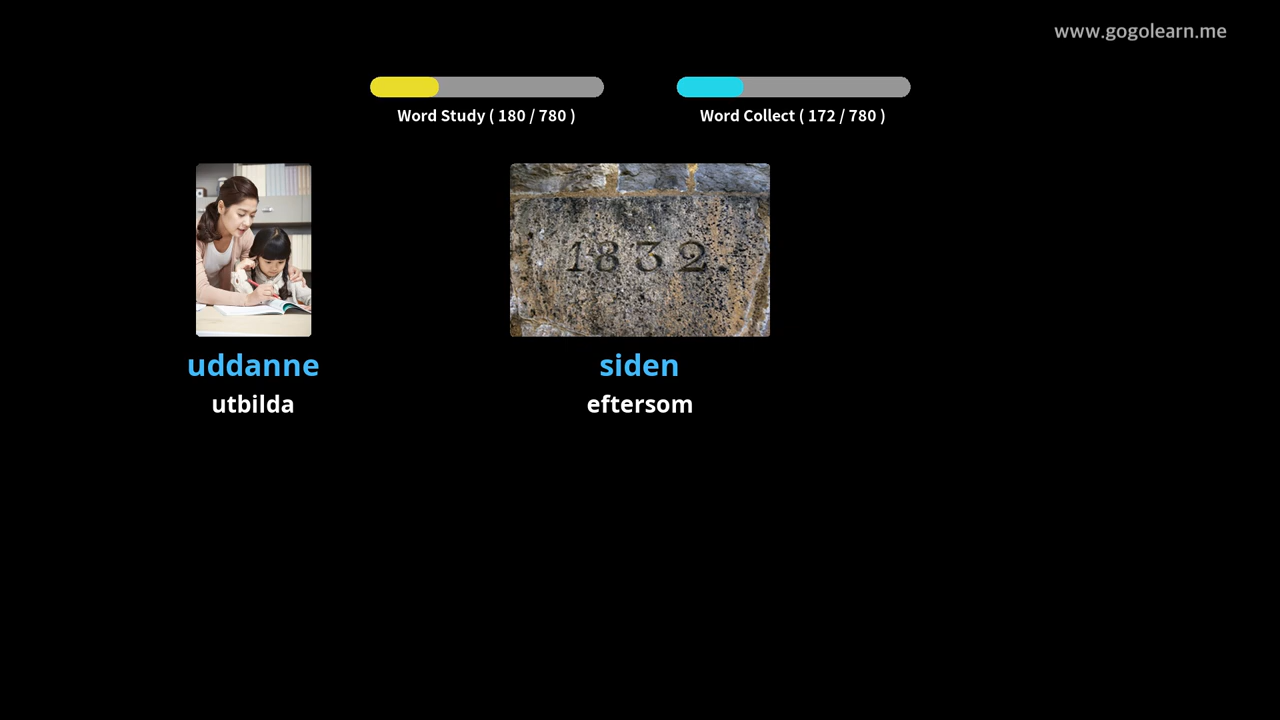 www.gogolearn.me
Word Study ( 180 / 780 )
Word Collect ( 172 / 780 )
1832.
uddanne
utbilda
siden
eftersom